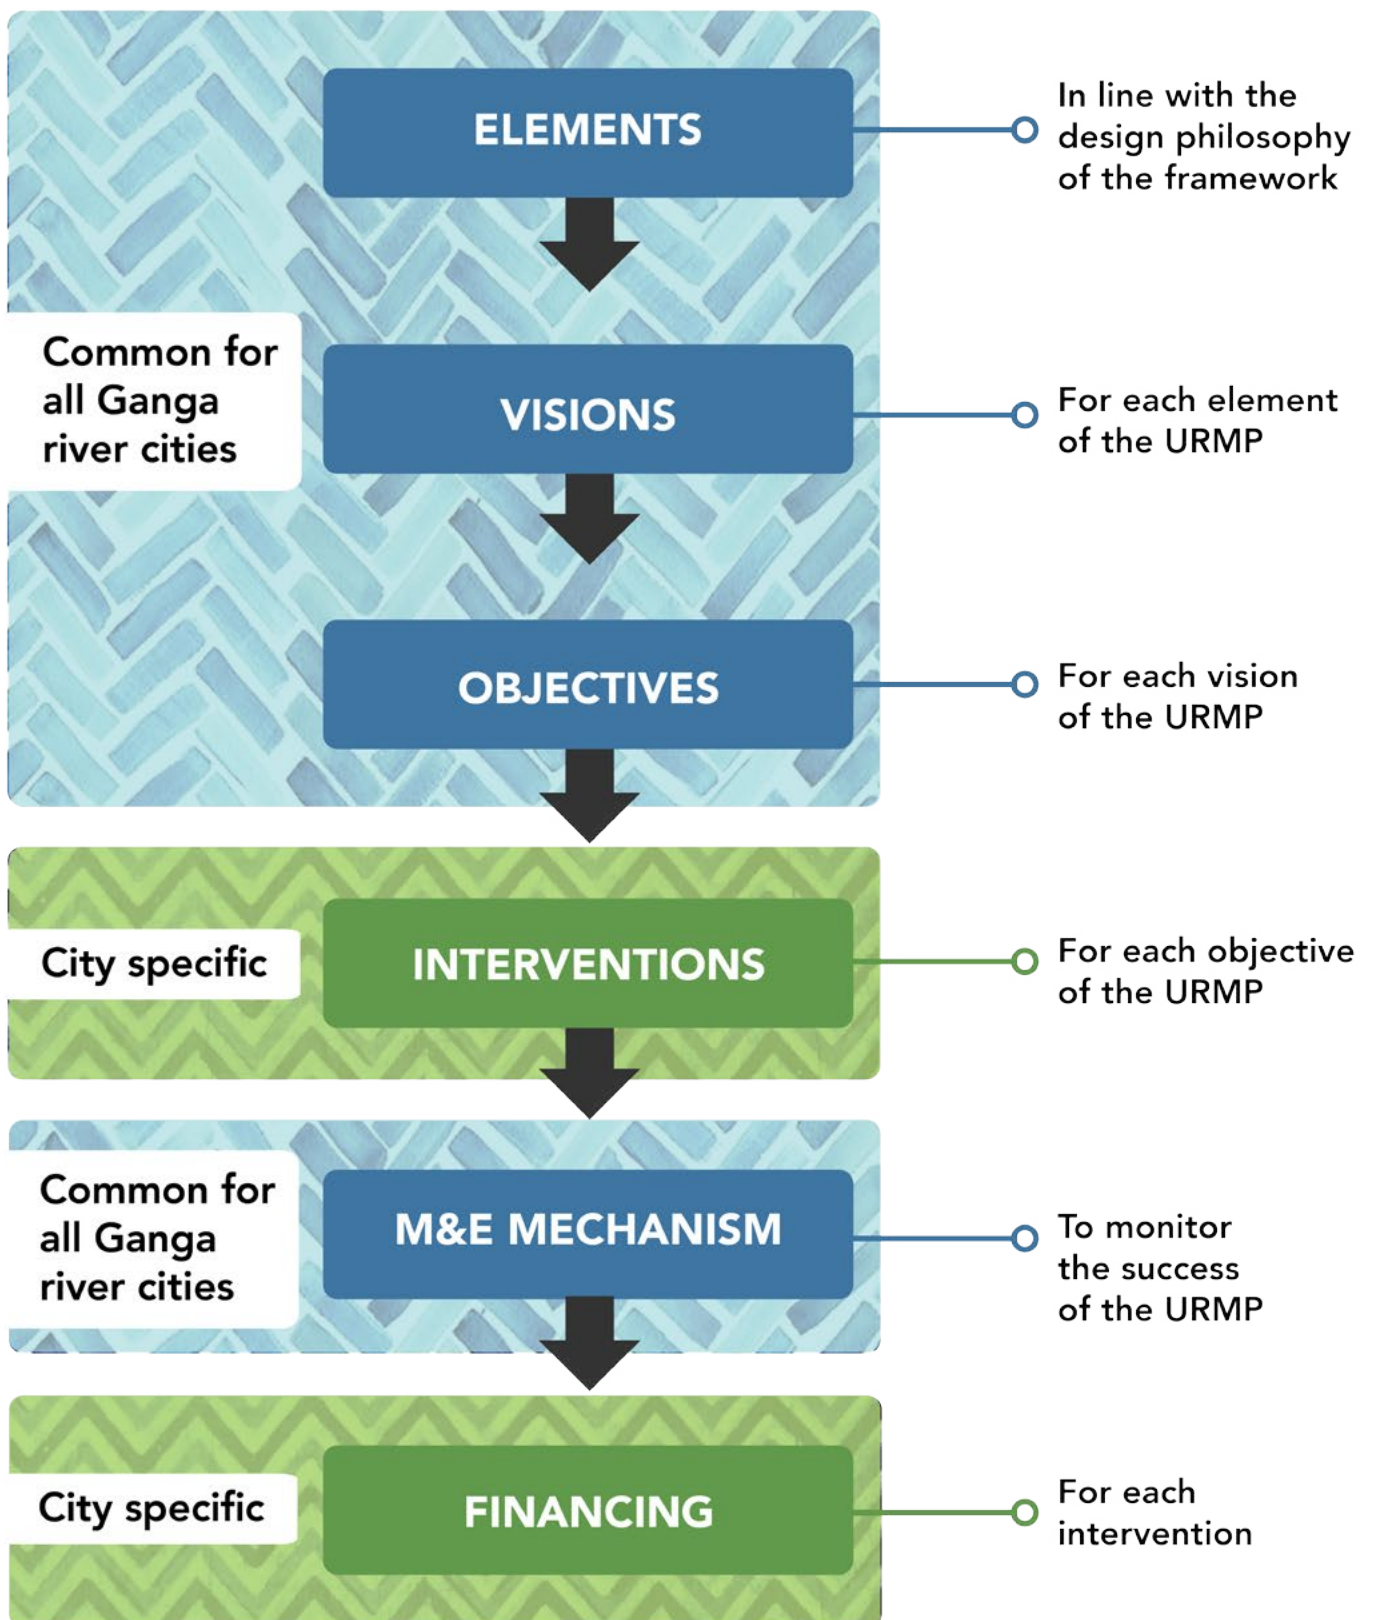 ELEMENTS
In line with the
design philosophy
of the framework
Common for
all Ganga
river cities
VISIONS
For each element
of the URMP
OBJECTIVES
For each vision
of the URMP
City specific
INTERVENTIONS
For each objective
of the URMP
Common for
all Ganga
river cities
M&E MECHANISM
To monitor
the success
of the URMP
City specific
FINANCING
For each
intervention